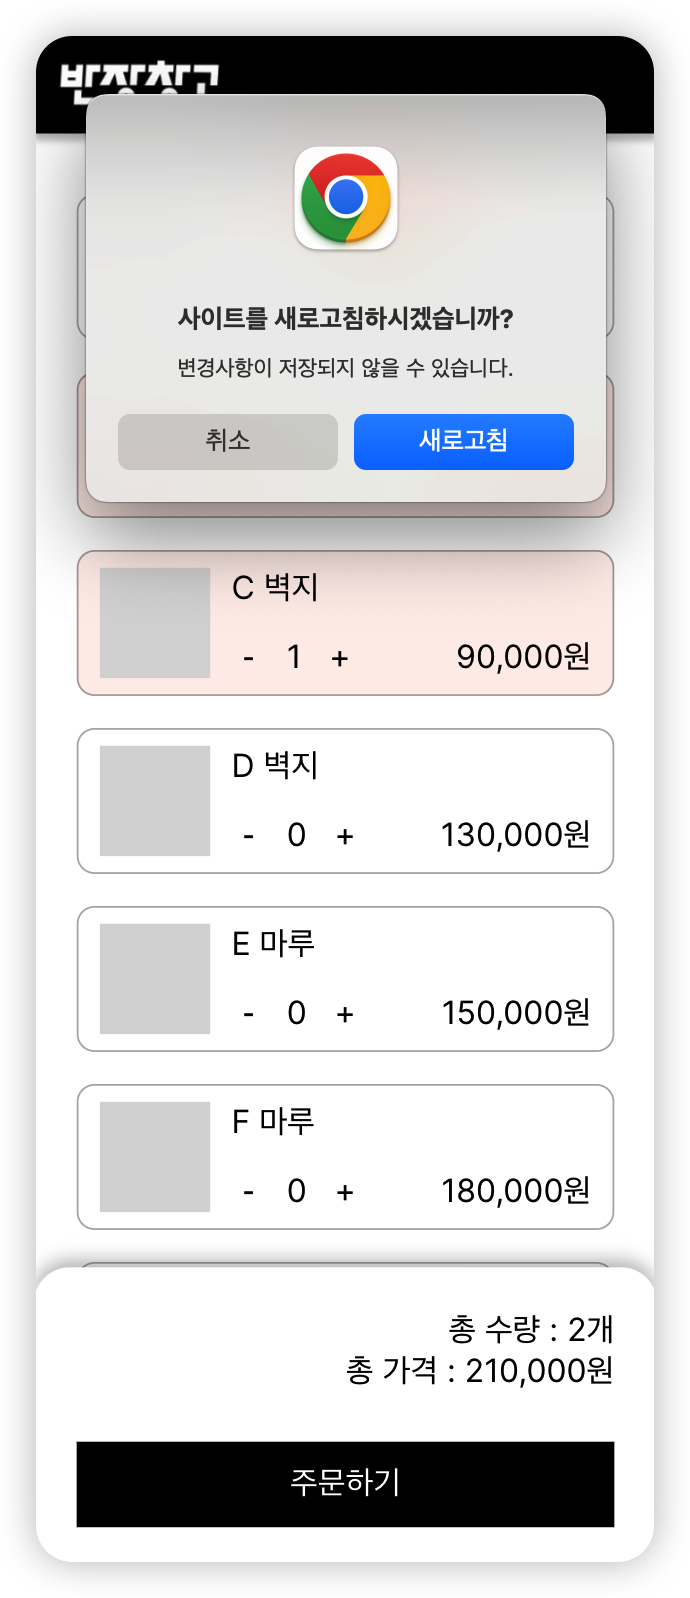 반장창고
사이트를 새로고침하시겠습니까?
변경사항이 저장되지 않을 수 있습니다.
취소 새로고침
C 벽지
- 1 + 90,000원
D 벽지
- 0 + 130,000원
E 마루
- 0 + 150,000원
F 마루
- 0 + 180,000원
총 수량 : 2개
총 가격 : 210,000원
주문하기